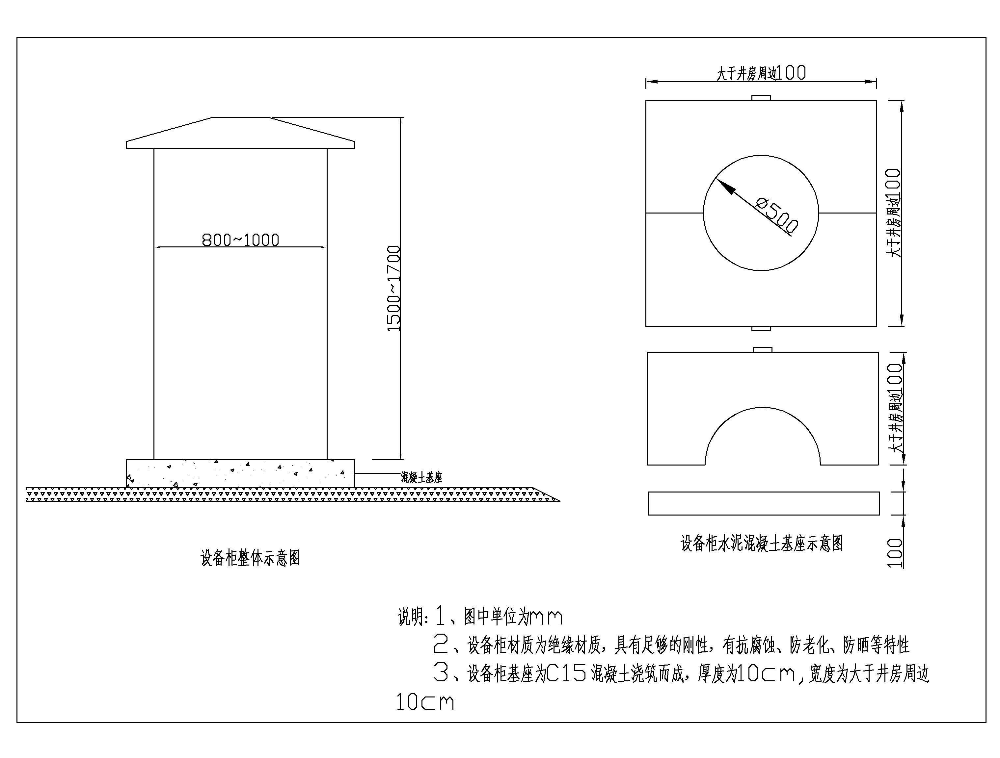 大于井房周边100
大于井房周边100
Ø500
800~1000
1500~1700
大于井房周边100
混凝土基座
100
设备柜水泥混凝土基座示意图
设备柜整体示意图
说明：1、图中单位为mm
2、设备柜材质为绝缘材质，具有足够的刚性，有抗腐蚀、防老化、防晒等特性
3、设备柜基座为C15混凝土浇筑而成，厚度为10cm,宽度为大于井房周边
10cm